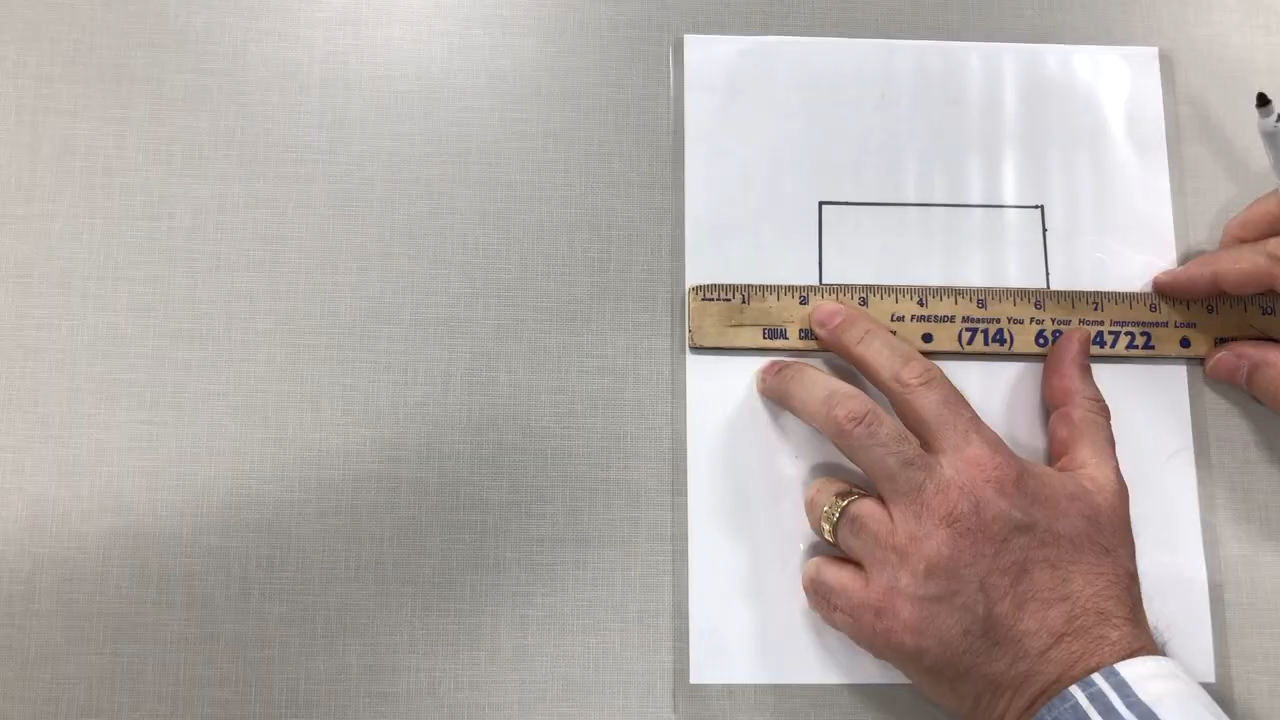 1 2 3 4 5 6 7 8 9 10
Let FIRESIDE Measure You For Your Home Improvement Loan
EQUAL (714) 68 4722